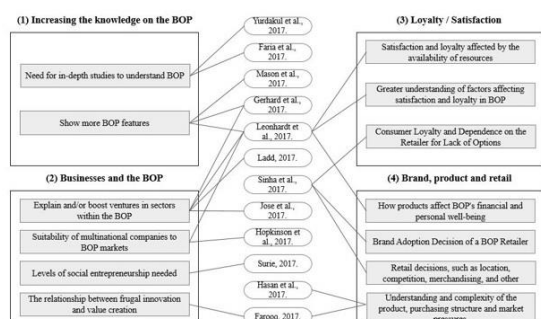 (1) Increasing the knowledge on the BOP
Need for in-depth studies to understand BOP
Show more BOP features
(2) Businesses and the BOP
Explain and/or boost ventures in sectors
within the BOP
Suitability of multinational companies to
BOP markets
Levels of social entrepreneurship needed
The relationship between frugal innovation
and value creation
Yurdakul et al.,
2017.
Faria et al.,
2017.
Mason et al.,
2017.
Gerhard et al.,
2017.
Leonhardt et
al., 2017.
Ladd, 2017.
Sinha et al.,
2017.
Jose et al.,
2017.
Hopkinson et
al., 2017.
Surie, 2017.
Hasan et al.,
2017.
Farooq, 2017.
(3) Loyalty / Satisfaction
Satisfaction and loyalty affected by the
availability of resources
Greater understanding of factors affecting
satisfaction and loyalty in BOP
Consumer Loyalty and Dependence on the
Retailer for Lack of Options
(4) Brand, product and retail
How products affect BOP's financial and
personal well-being
Brand Adoption Decision of a BOP Retailer
Retail decisions, such as location,
competition, merchandising, and other
Understanding and complexity of the
product, purchasing structure and market